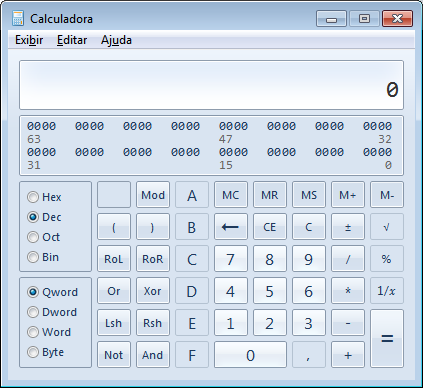 Calculadora
Exibir Editar Ajuda
0
0000 0000 0000 0000 0000 0000 0000 0000
63 47 32
0000 0000 0000 0000 0000 0000 0000 0000
31 15 0
Hex
Dec
Oct
Bin
Qword
Dword
Word
Byte
Mod A MC MR MS M+ M-
( ) B ← CE C ± √
RoL RoR C 7 8 9 / %
Or Xor D 4 5 6 * 1/x
Lsh Rsh E 1 2 3 - =
Not And F 0 , +